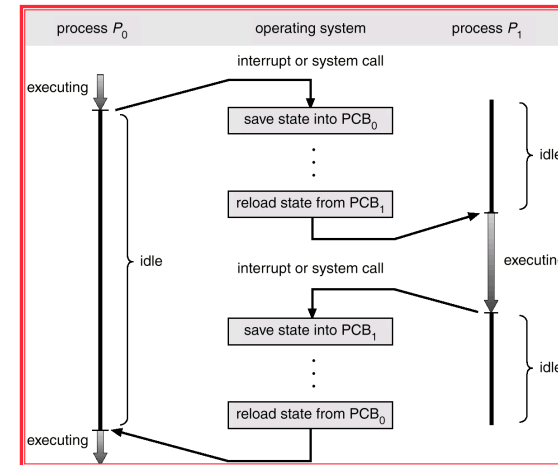 process P0 operating system process P1
interrupt or system call
executing
save state into PCB0
idle
reload state from PCB1
idle
executing
interrupt or system call
save state into PCB1
idle
reload state from PCB0
executing